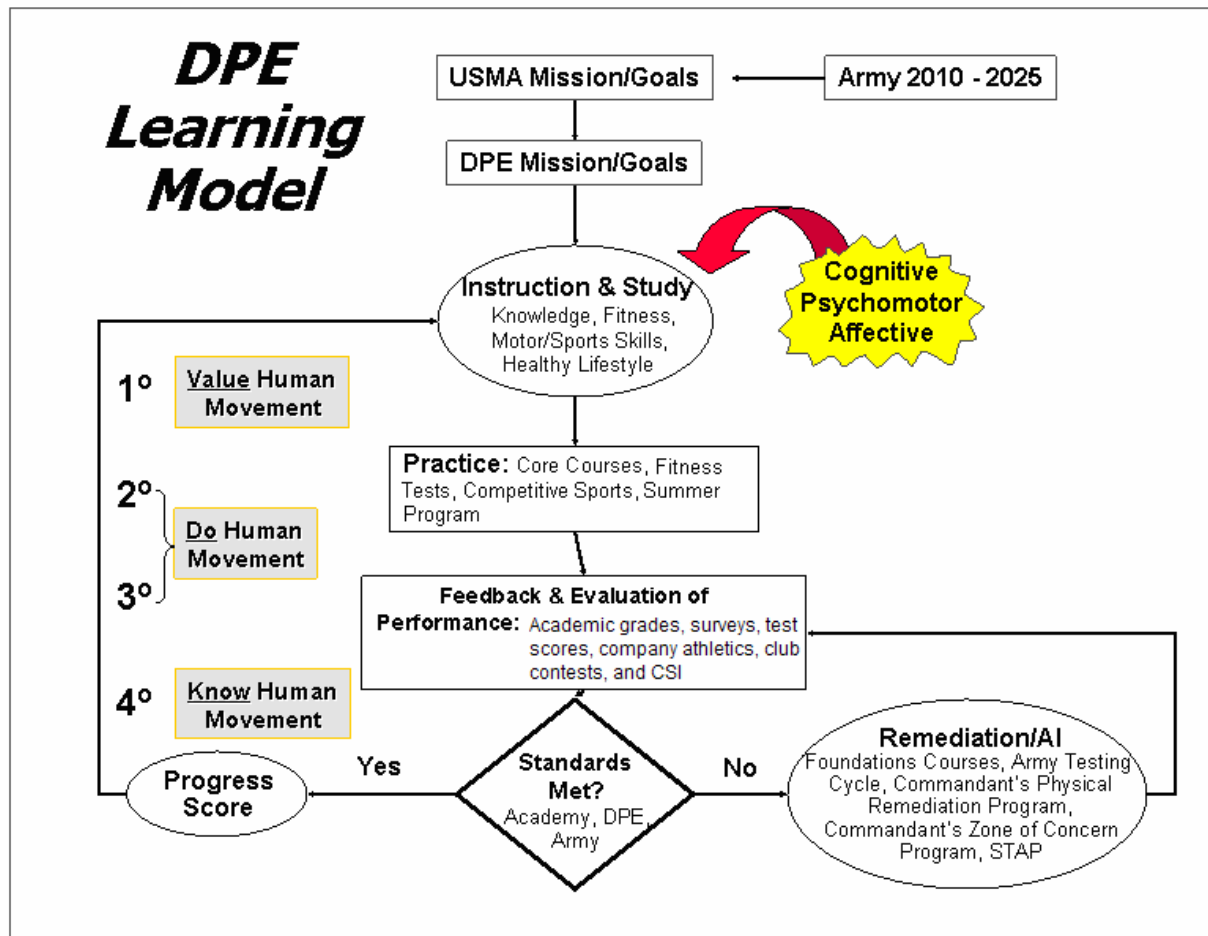 DPE
Learning
Model
USMA Mission/Goals
Army 2010 - 2025
DPE Mission/Goals
Cognitive
Psychomotor
Affective
Instruction & Study
Knowledge, Fitness,
Motor/Sports Skills,
Healthy Lifestyle
1º
Value Human
Movement
Practice: Core Courses, Fitness
Tests, Competitive Sports, Summer
Program
2º
Do Human
Movement
3º
Feedback & Evaluation of
Performance: Academic grades, surveys, test
scores, company athletics, club
contests, and CSI
4º
Know Human
Movement
Progress
Score
Yes
Standards
Met?
Academy, DPE,
Army
No
Remediation/AI
Foundations Courses, Army Testing
Cycle, Commandant's Physical
Remediation Program,
Commandant's Zone of Concern
Program, STAP